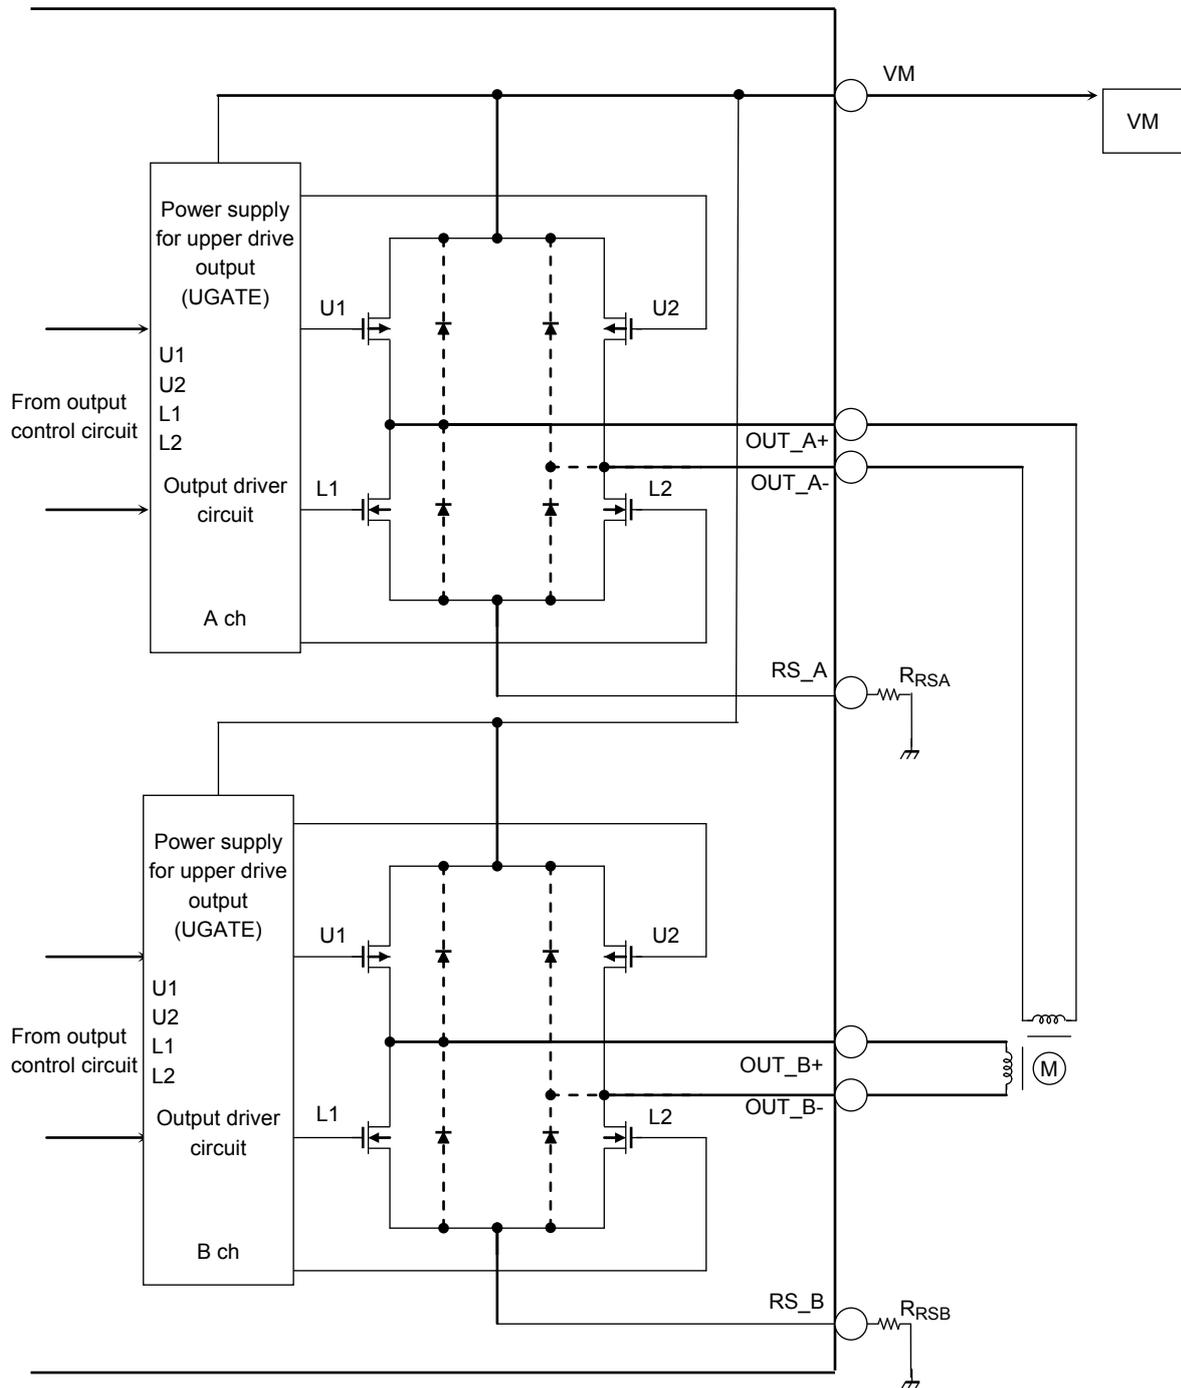 VM
VM
Power supply
for upper drive
output
(UGATE)
U1
U2
U1
U2
L1
L2
From output
control circuit
OUT_A+
OUT_A-
Output driver
circuit
L1
L2
A ch
RS_A
RRSA
Power supply
for upper drive
output
(UGATE)
U1
U2
U1
U2
L1
L2
From output
control circuit
OUT_B+
M
OUT_B-
Output driver
circuit
L1
L2
B ch
RS_B
RRSB